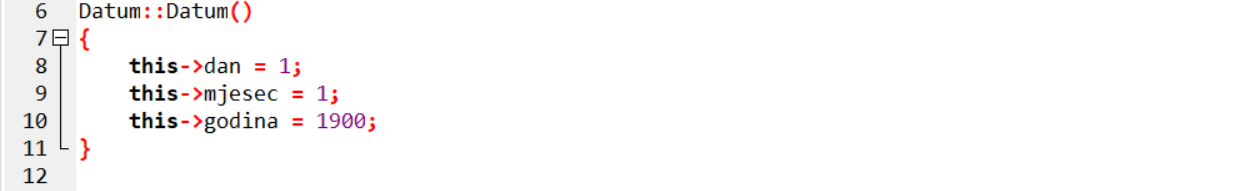 6 Datum::Datum()
7 {
8     this->dan = 1;
9     this->mjesec = 1;
10     this->godina = 1900;
11 }
12